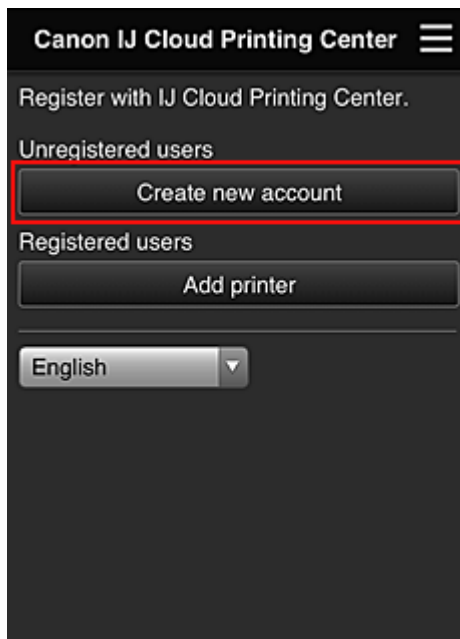 Canon IJ Cloud Printing Center
Register with IJ Cloud Printing Center.
Unregistered users
Create new account
Registered users
Add printer
English